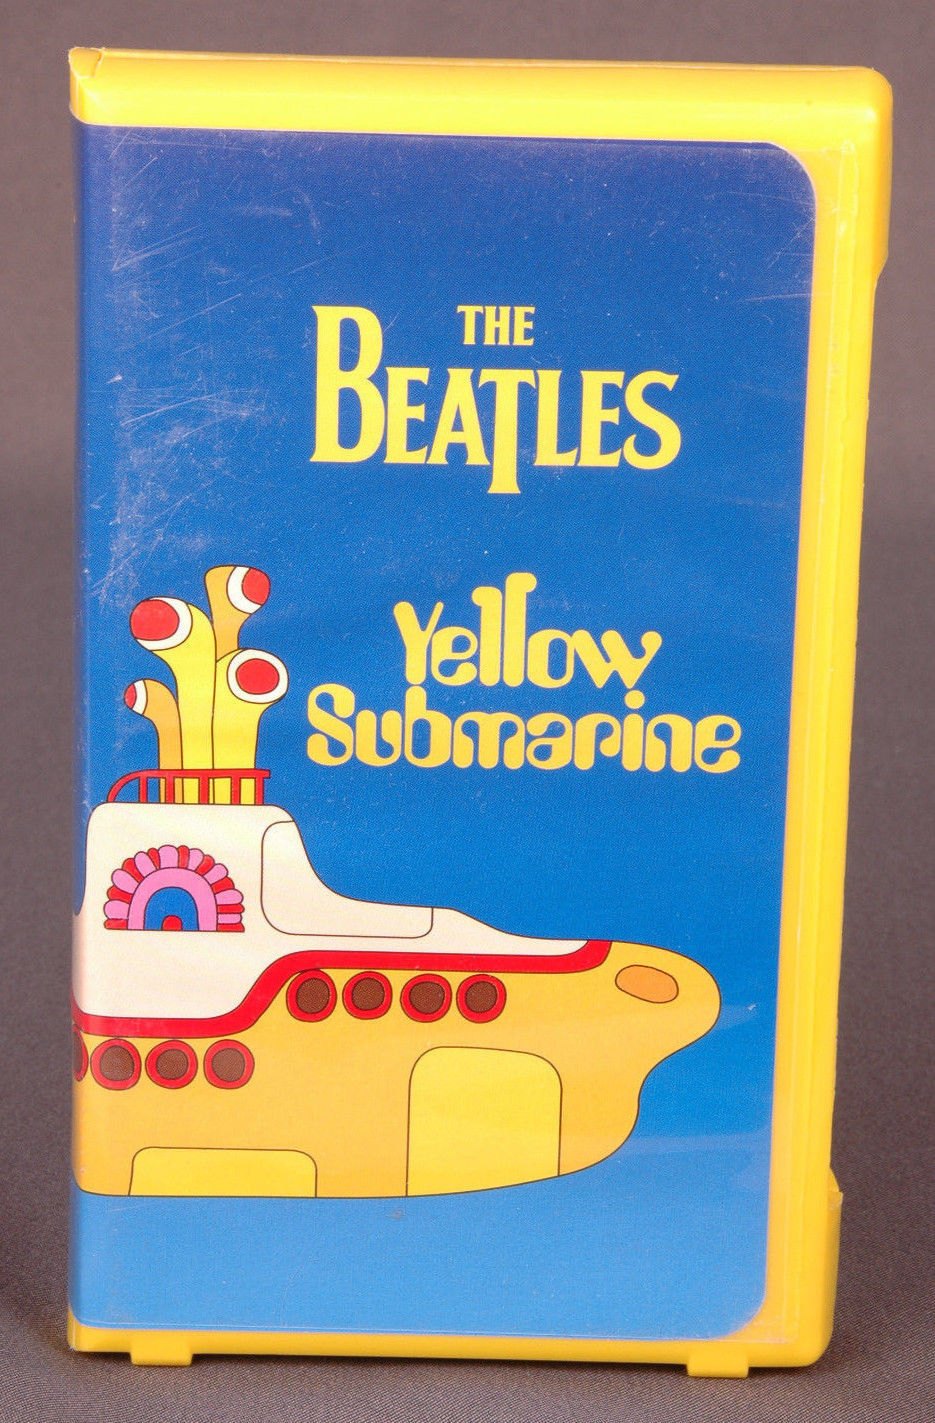 THE
BEATLES
Yellow
Submarine